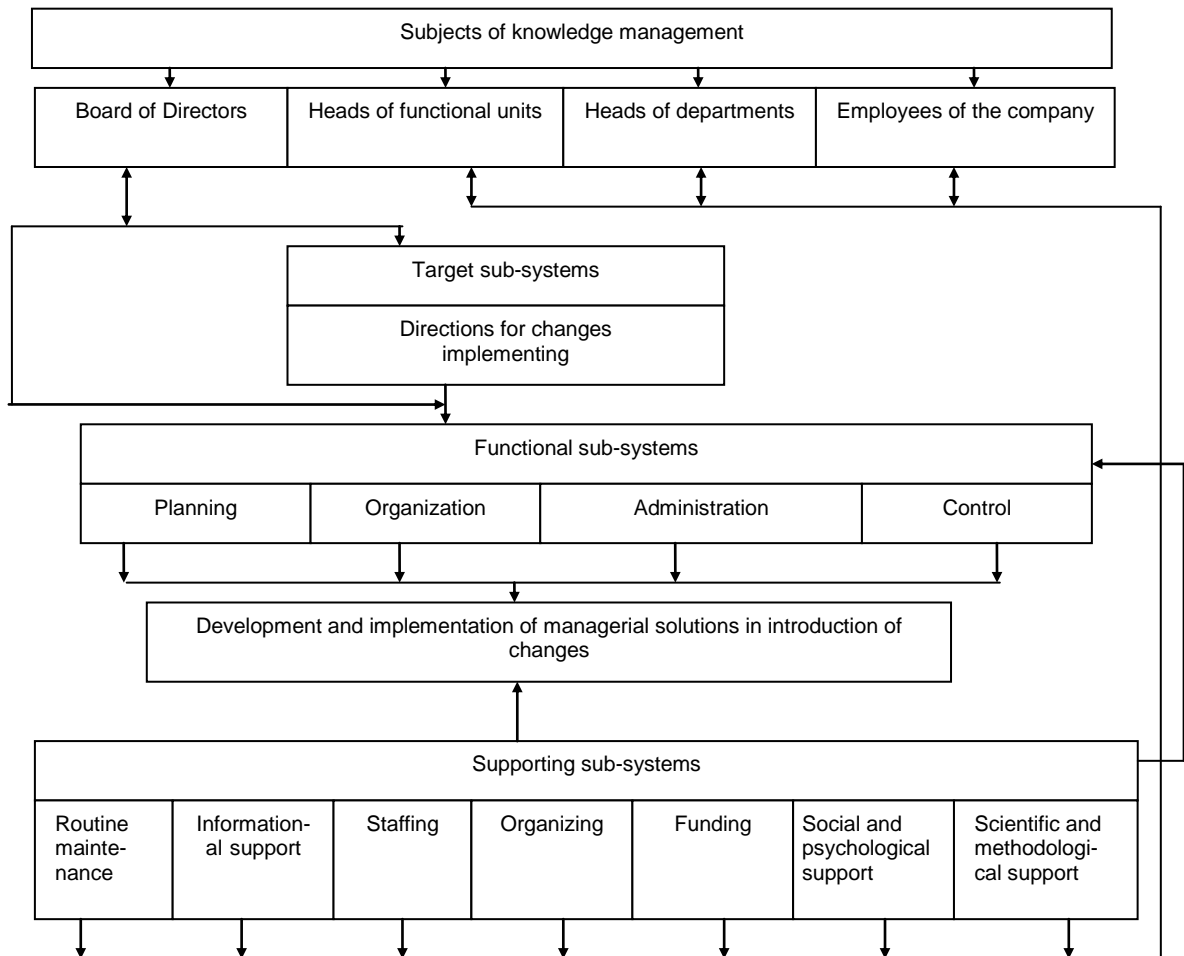 Subjects of knowledge management
Board of Directors
Heads of functional units
Heads of departments
Employees of the company
Target sub-systems
Directions for changes
implementing
Functional sub-systems
Planning
Organization
Administration
Control
Development and implementation of managerial solutions in introduction of
changes
Supporting sub-systems
Routine
mainte-
nance
Information-
al support
Staffing
Organizing
Funding
Social and
psychological
support
Scientific and
methodologi-
cal support